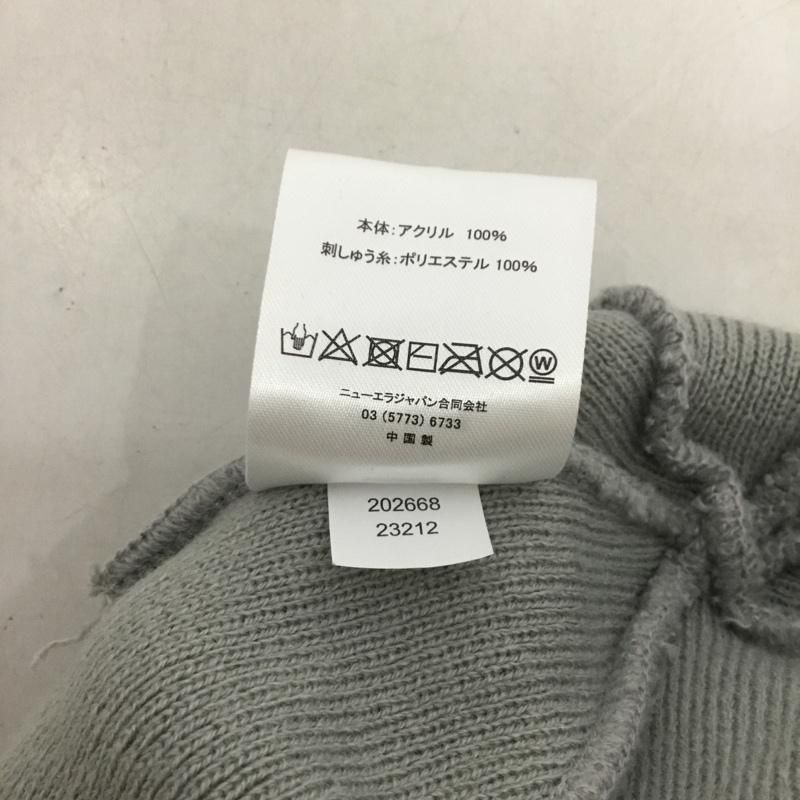 本体：アクリル 100%
刺しゅう糸：ポリエステル 100%
W
ニューエラジャパン合同会社
03 (5773) 6733
中国製
202668
23212